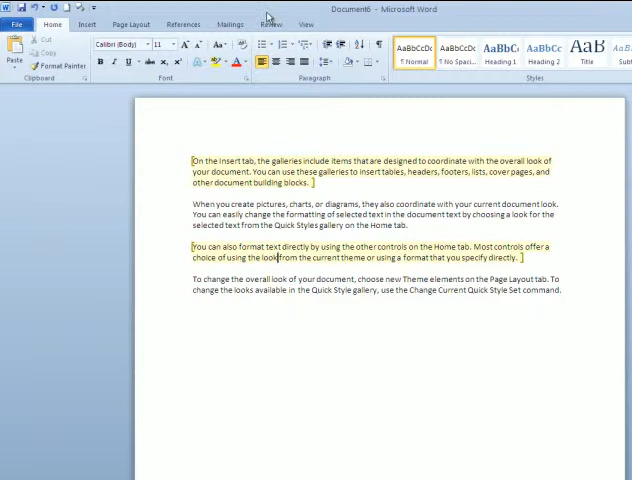 Document6 - Microsoft Word
File Home Insert Page Layout References Mailings Review View
Cut
Copy
Paste
Format Painter
Calibri (Body) 11
AaBbCcDc AaBbCcDc AaBbCc AaBbCc AaB
¶ Normal ¶ No Spaci... Heading 1 Heading 2 Title
Clipboard Font Paragraph Styles
On the Insert tab, the galleries include items that are designed to coordinate with the overall look of
your document. You can use these galleries to insert tables, headers, footers, lists, cover pages, and
other document building blocks.
When you create pictures, charts, or diagrams, they also coordinate with your current document look.
You can easily change the formatting of selected text in the document text by choosing a look for the
selected text from the Quick Styles gallery on the Home tab.
You can also format text directly by using the other controls on the Home tab. Most controls offer a
choice of using the look from the current theme or using a format that you specify directly.
To change the overall look of your document, choose new Theme elements on the Page Layout tab. To
change the looks available in the Quick Style gallery, use the Change Current Quick Style Set command.